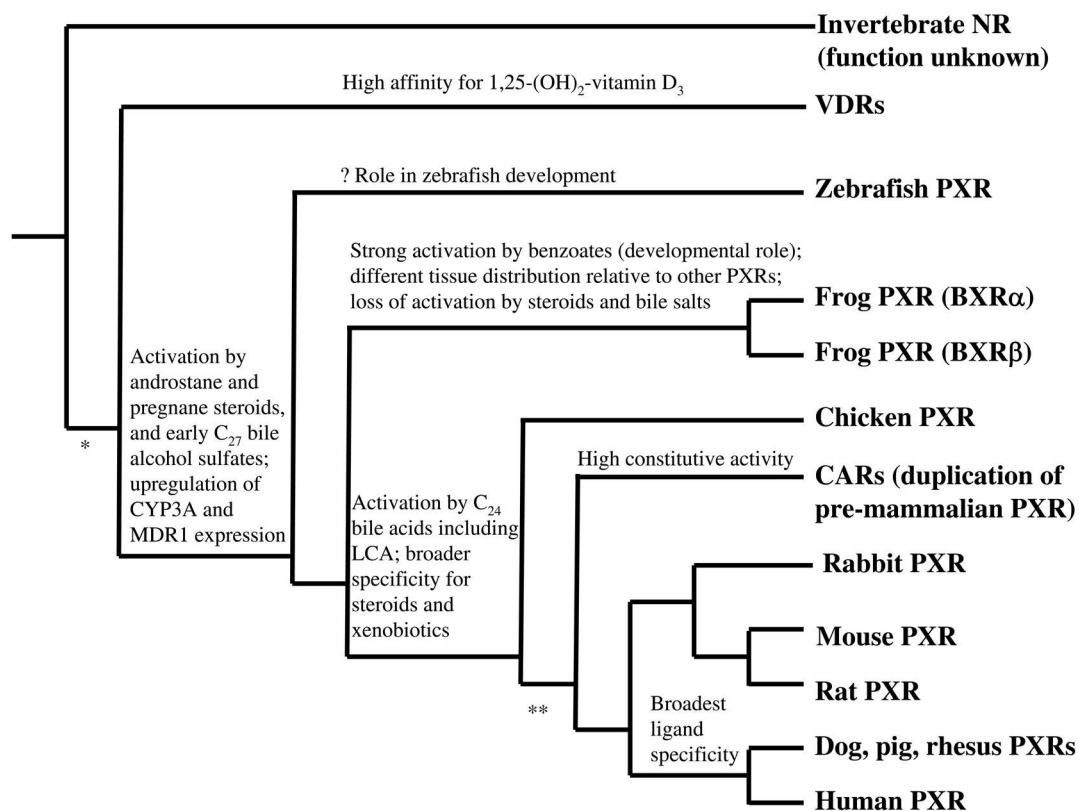 Invertebrate NR
(function unknown)
High affinity for 1,25-(OH)₂-vitamin D₃
VDRs
? Role in zebrafish development
Zebrafish PXR
Strong activation by benzoates (developmental role);
different tissue distribution relative to other PXRs;
loss of activation by steroids and bile salts
Frog PXR (BXRα)
Frog PXR (BXRβ)
Activation by
androstane and
pregnane steroids,
and early C₂₇ bile
alcohol sulfates;
upregulation of
CYP3A and
MDR1 expression
*
Chicken PXR
High constitutive activity
CARs (duplication of
pre-mammalian PXR)
Activation by C₂₄
bile acids including
LCA; broader
specificity for
steroids and
xenobiotics
Rabbit PXR
Mouse PXR
Rat PXR
**
Broadest
ligand
specificity
Dog, pig, rhesus PXRs
Human PXR